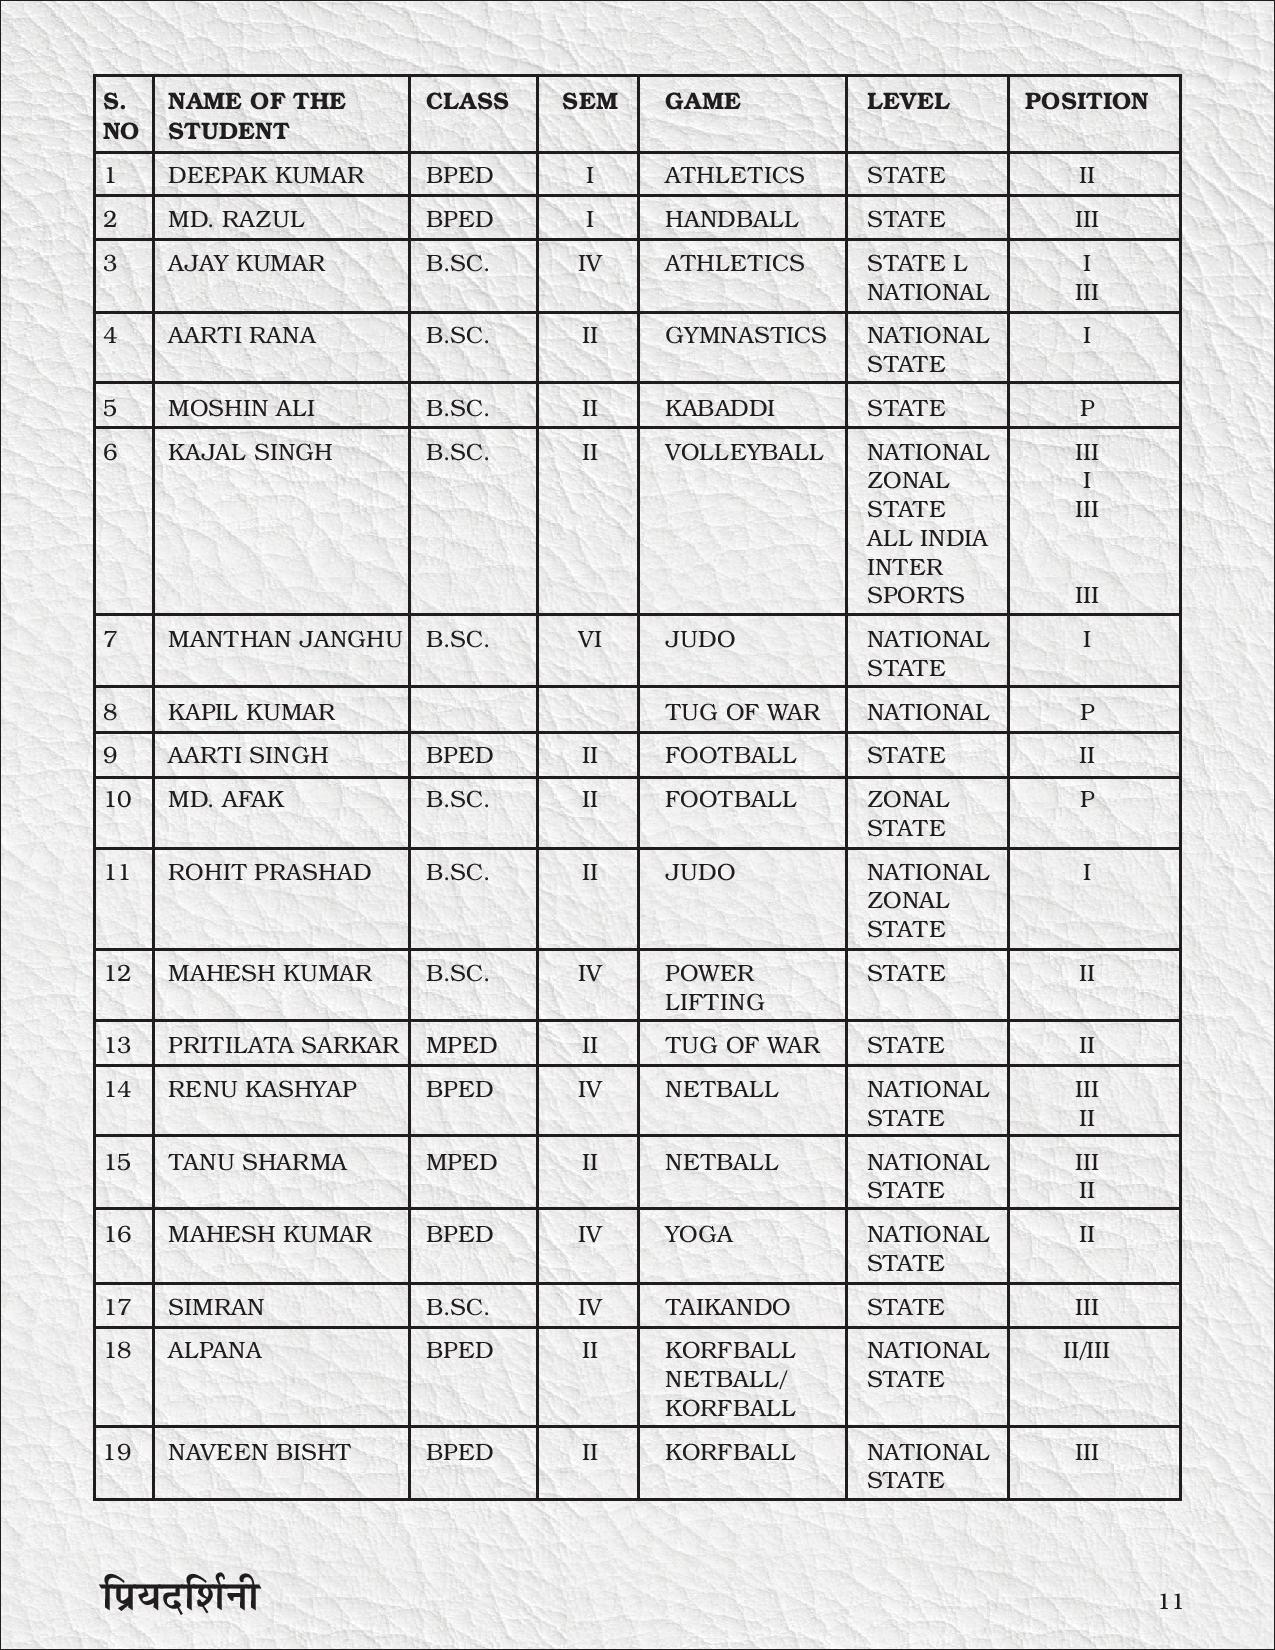 S. NAME OF THE CLASS SEM GAME LEVEL POSITION
NO STUDENT
1 DEEPAK KUMAR BPED I ATHLETICS STATE II
2 MD. RAZUL BPED I HANDBALL STATE III
3 AJAY KUMAR B.SC. IV ATHLETICS STATE L I
NATIONAL III
4 AARTI RANA B.SC. II GYMNASTICS NATIONAL I
STATE
5 MOSHIN ALI B.SC. II KABADDI STATE P
6 KAJAL SINGH B.SC. II VOLLEYBALL NATIONAL III
ZONAL I
STATE III
ALL INDIA
INTER
SPORTS III
7 MANTHAN JANGHU B.SC. VI JUDO NATIONAL I
STATE
8 KAPIL KUMAR TUG OF WAR NATIONAL P
9 AARTI SINGH BPED II FOOTBALL STATE II
10 MD. AFAK B.SC. II FOOTBALL ZONAL P
STATE
11 ROHIT PRASHAD B.SC. II JUDO NATIONAL I
ZONAL
STATE
12 MAHESH KUMAR B.SC. IV POWER STATE II
LIFTING
13 PRITILATA SARKAR MPED II TUG OF WAR STATE II
14 RENU KASHYAP BPED IV NETBALL NATIONAL III
STATE II
15 TANU SHARMA MPED II NETBALL NATIONAL III
STATE II
16 MAHESH KUMAR BPED IV YOGA NATIONAL II
STATE
17 SIMRAN B.SC. IV TAIKANDO STATE III
18 ALPANA BPED II KORFBALL NATIONAL II/III
NETBALL/ STATE
KORFBALL
19 NAVEEN BISHT BPED II KORFBALL NATIONAL III
STATE
प्रियदर्शिनी 11